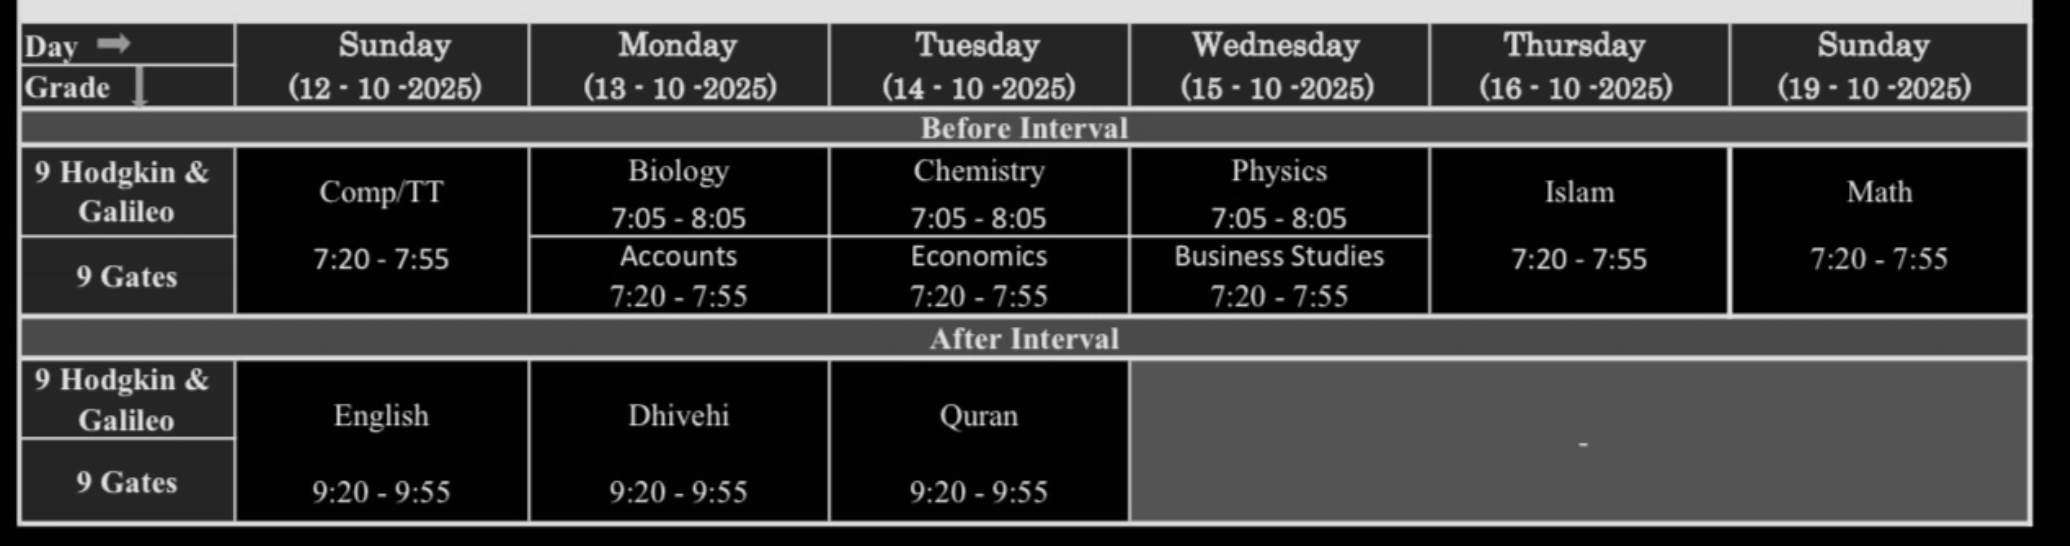 Day
Sunday
Monday
Tuesday
Wednesday
Thursday
Sunday
Grade
(12 - 10 -2025)
(13 - 10 -2025)
(14 - 10 -2025)
(15 - 10 -2025)
(16 - 10 -2025)
(19 - 10 -2025)
Before Interval
9 Hodgkin &
Galileo
Comp/TT
7:20 - 7:55
Biology
7:05 - 8:05
Chemistry
7:05 - 8:05
Physics
7:05 - 8:05
Islam
7:20 - 7:55
Math
7:20 - 7:55
9 Gates
Accounts
7:20 - 7:55
Economics
7:20 - 7:55
Business Studies
7:20 - 7:55
After Interval
9 Hodgkin &
Galileo
9 Gates
English
9:20 - 9:55
Dhivehi
9:20 - 9:55
Quran
9:20 - 9:55
-